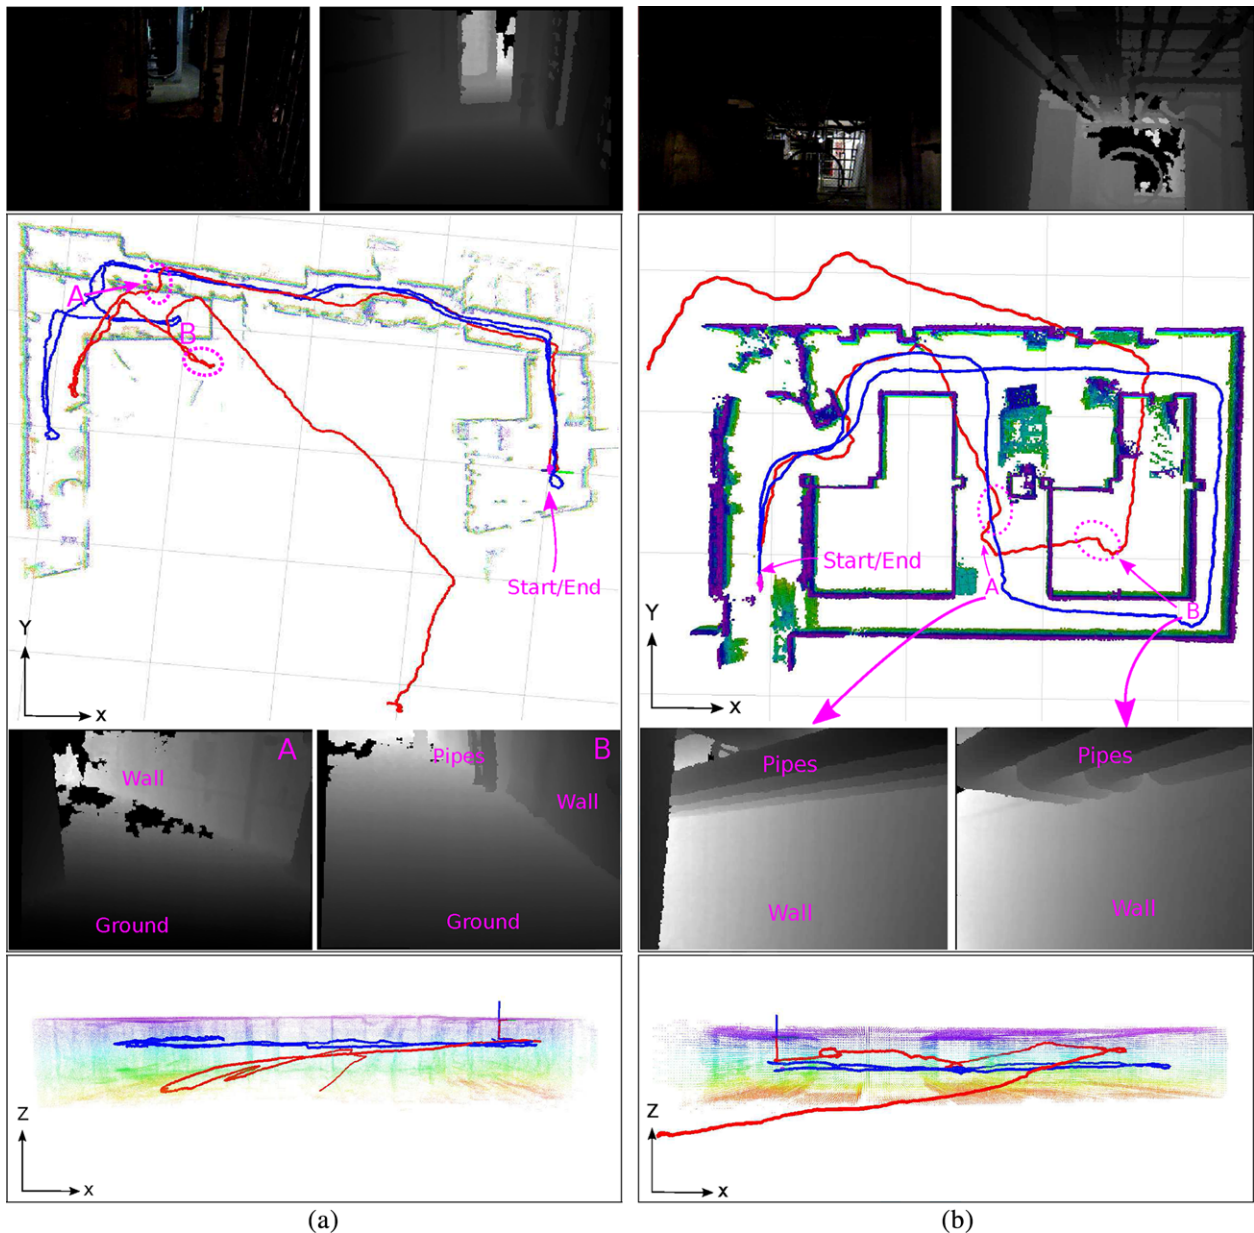 A
B
Start/End
Y
X
A
Wall
Ground
Pipes
B
Wall
Ground
Z
X
(a)
Start/End
A
B
Y
X
Pipes
Wall
Pipes
Wall
Z
X
(b)